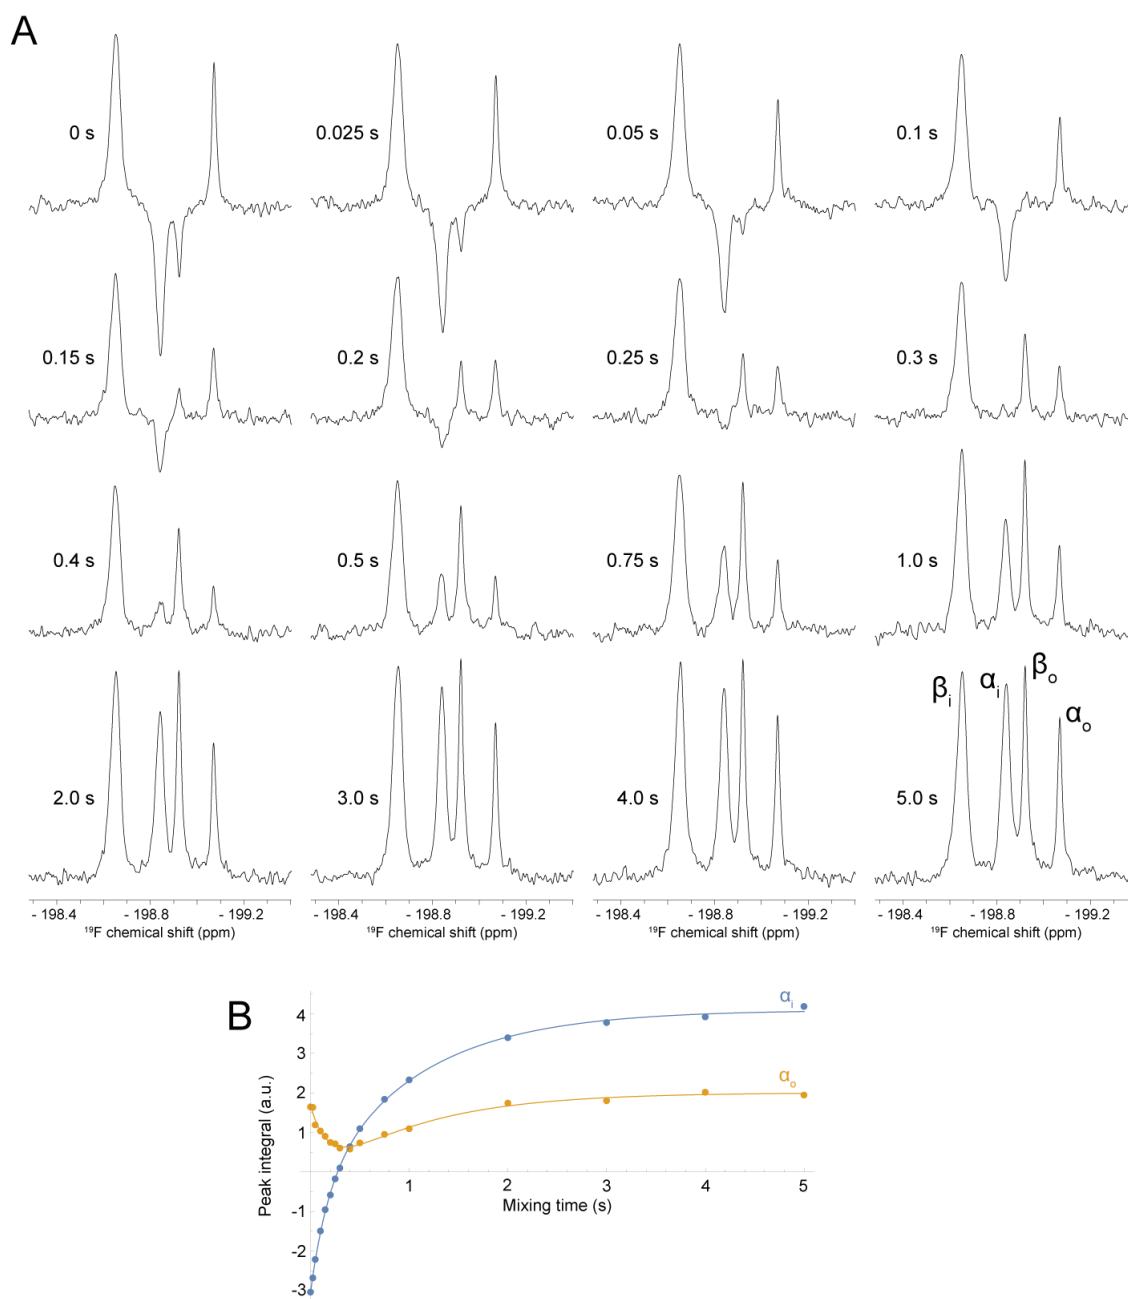 A
0 s
0.025 s
0.05 s
0.1 s
0.15 s
0.2 s
0.25 s
0.3 s
0.4 s
0.5 s
0.75 s
1.0 s
2.0 s
3.0 s
4.0 s
5.0 s
βi
αi
βo
αo
- 198.4 - 198.8 - 199.2
- 198.4 - 198.8 - 199.2
- 198.4 - 198.8 - 199.2
- 198.4 - 198.8 - 199.2
¹⁹F chemical shift (ppm)
¹⁹F chemical shift (ppm)
¹⁹F chemical shift (ppm)
¹⁹F chemical shift (ppm)
B
Peak integral (a.u.)
4
3
2
1
-1
-2
-3
αi
αo
1 2 3 4 5
Mixing time (s)